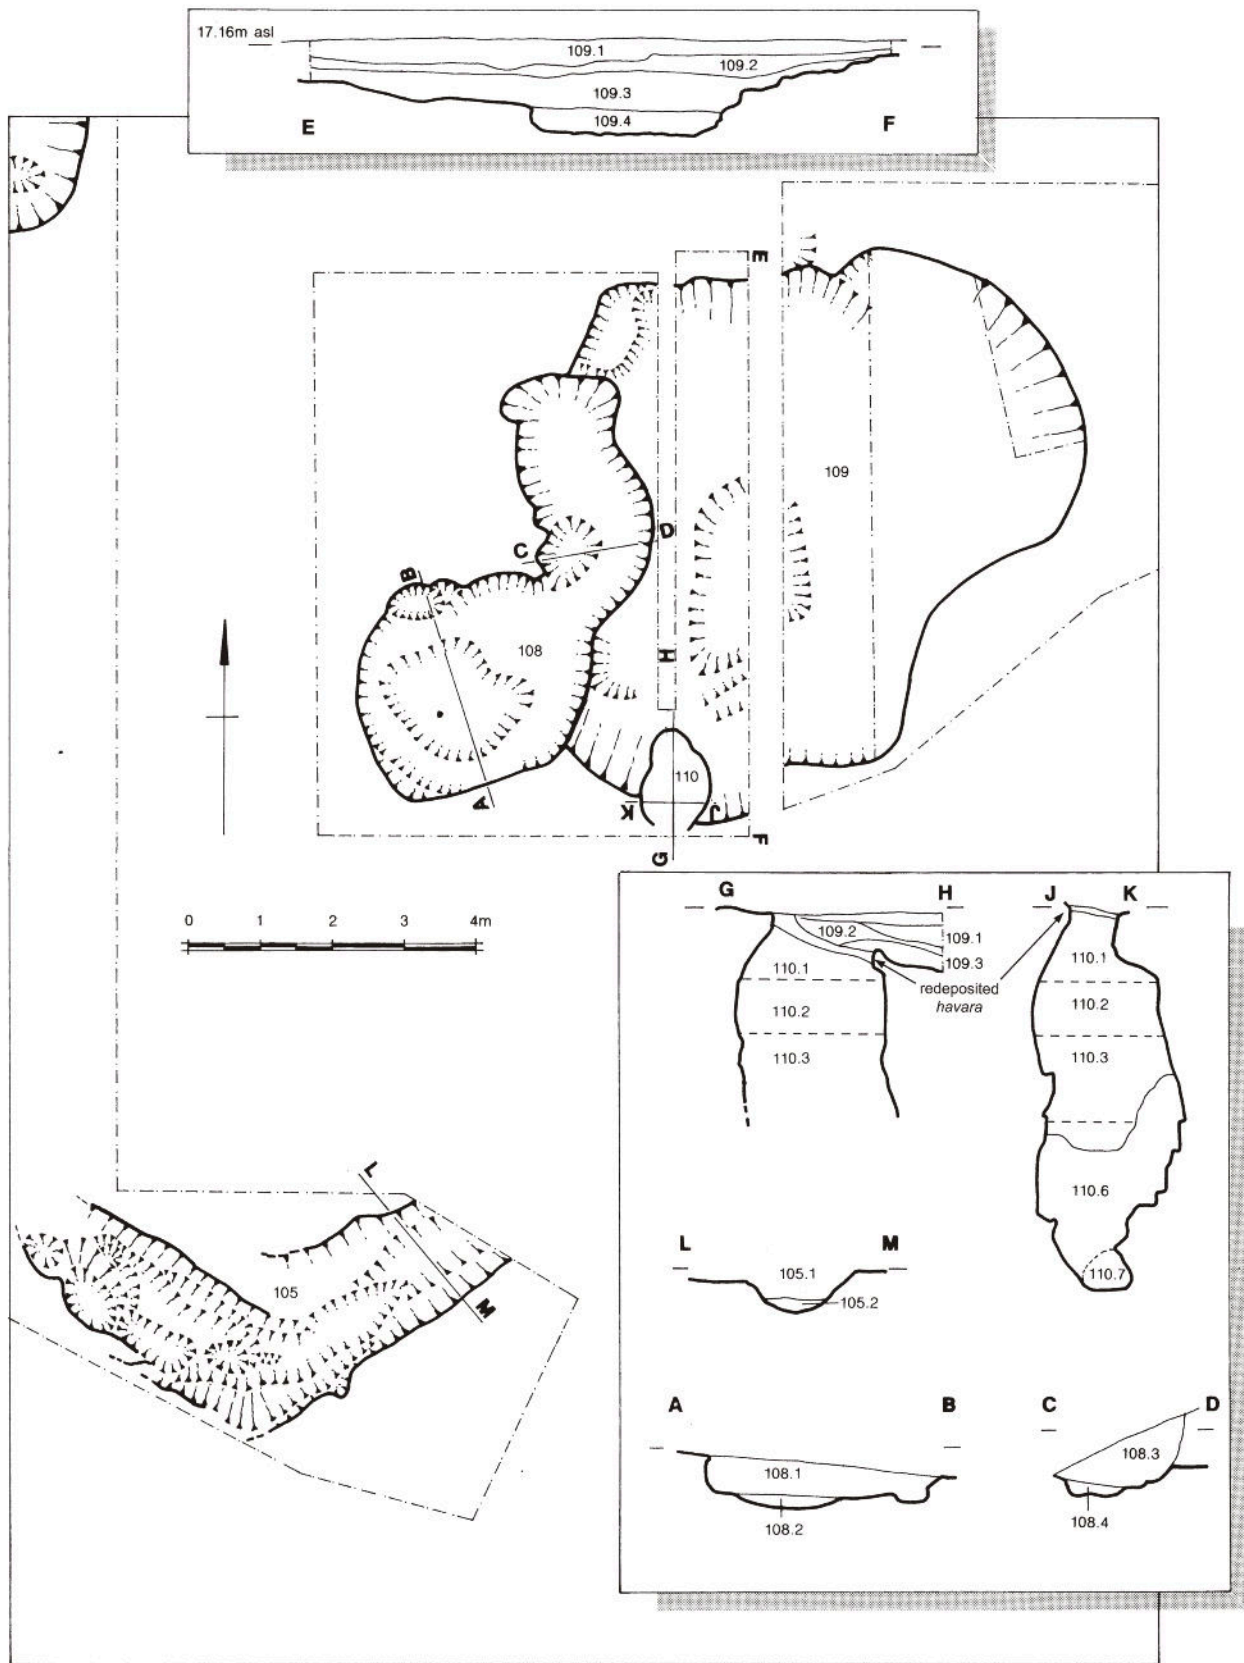 17.16m asl
109.1
109.2
109.3
109.4
E F
E
109
D
C
B
108
H
110
A
K J
F
G
0 1 2 3 4m
L
105
M
G H J K
109.2
109.1
109.3
110.1 110.1
redeposited
havara
110.2 110.2
110.3 110.3
110.6
110.7
L M
105.1
105.2
A B C D
108.1 108.3
108.2 108.4